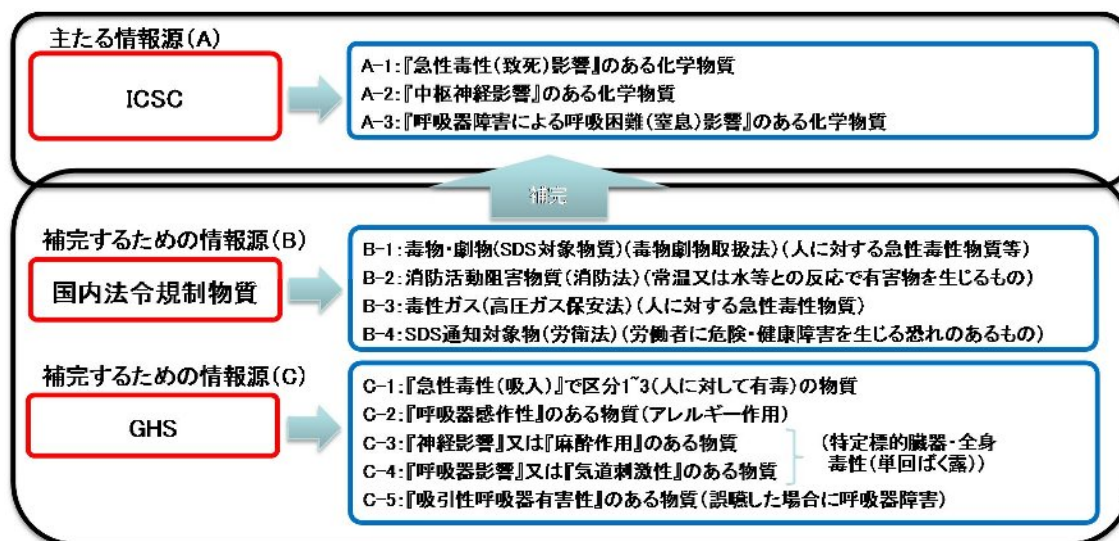 主たる情報源(A)
ICSC
A-1:『急性毒性(致死)影響』のある化学物質
A-2:『中枢神経影響』のある化学物質
A-3:『呼吸器障害による呼吸困難(窒息)影響』のある化学物質
補完
補完するための情報源(B)
国内法令規制物質
B-1:毒物・劇物(SDS対象物質)(毒物劇物取扱法)(人に対する急性毒性物質等)
B-2:消防活動阻害物質(消防法)(常温又は水等との反応で有害物を生じるもの)
B-3:毒性ガス(高圧ガス保安法)(人に対する急性毒性物質)
B-4:SDS通知対象物(労衛法)(労働者に危険・健康障害を生じる恐れのあるもの)
補完するための情報源(C)
GHS
C-1:『急性毒性(吸入)』で区分1~3(人に対して有毒)の物質
C-2:『呼吸器感作性』のある物質(アレルギー作用)
C-3:『神経影響』又は『麻酔作用』のある物質
C-4:『呼吸器影響』又は『気道刺激性』のある物質
(特定標的臓器・全身
毒性(単回ばく露))
C-5:『吸引性呼吸器有害性』のある物質(誤嚥した場合に呼吸器障害)